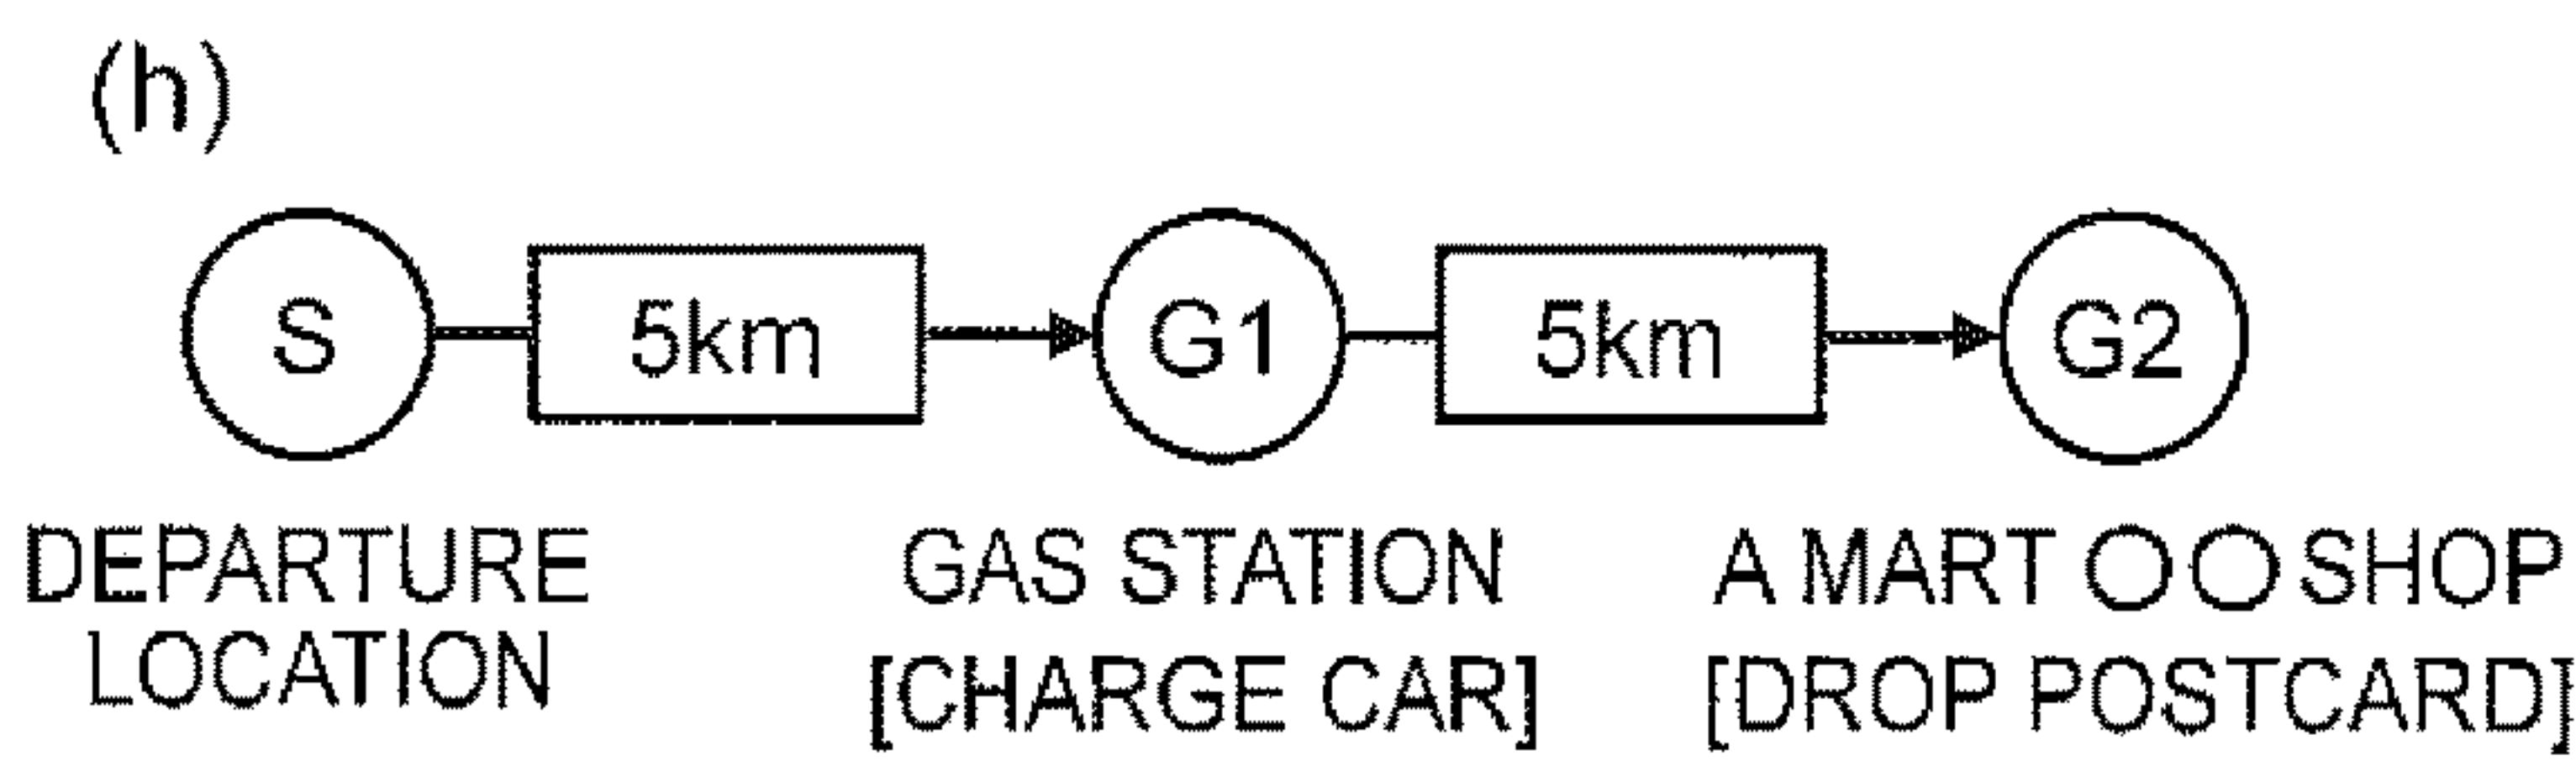 (h)
S 5km G1 5km G2
DEPARTURE LOCATION
GAS STATION
[CHARGE CAR]
A MART ○○ SHOP
[DROP POSTCARD]